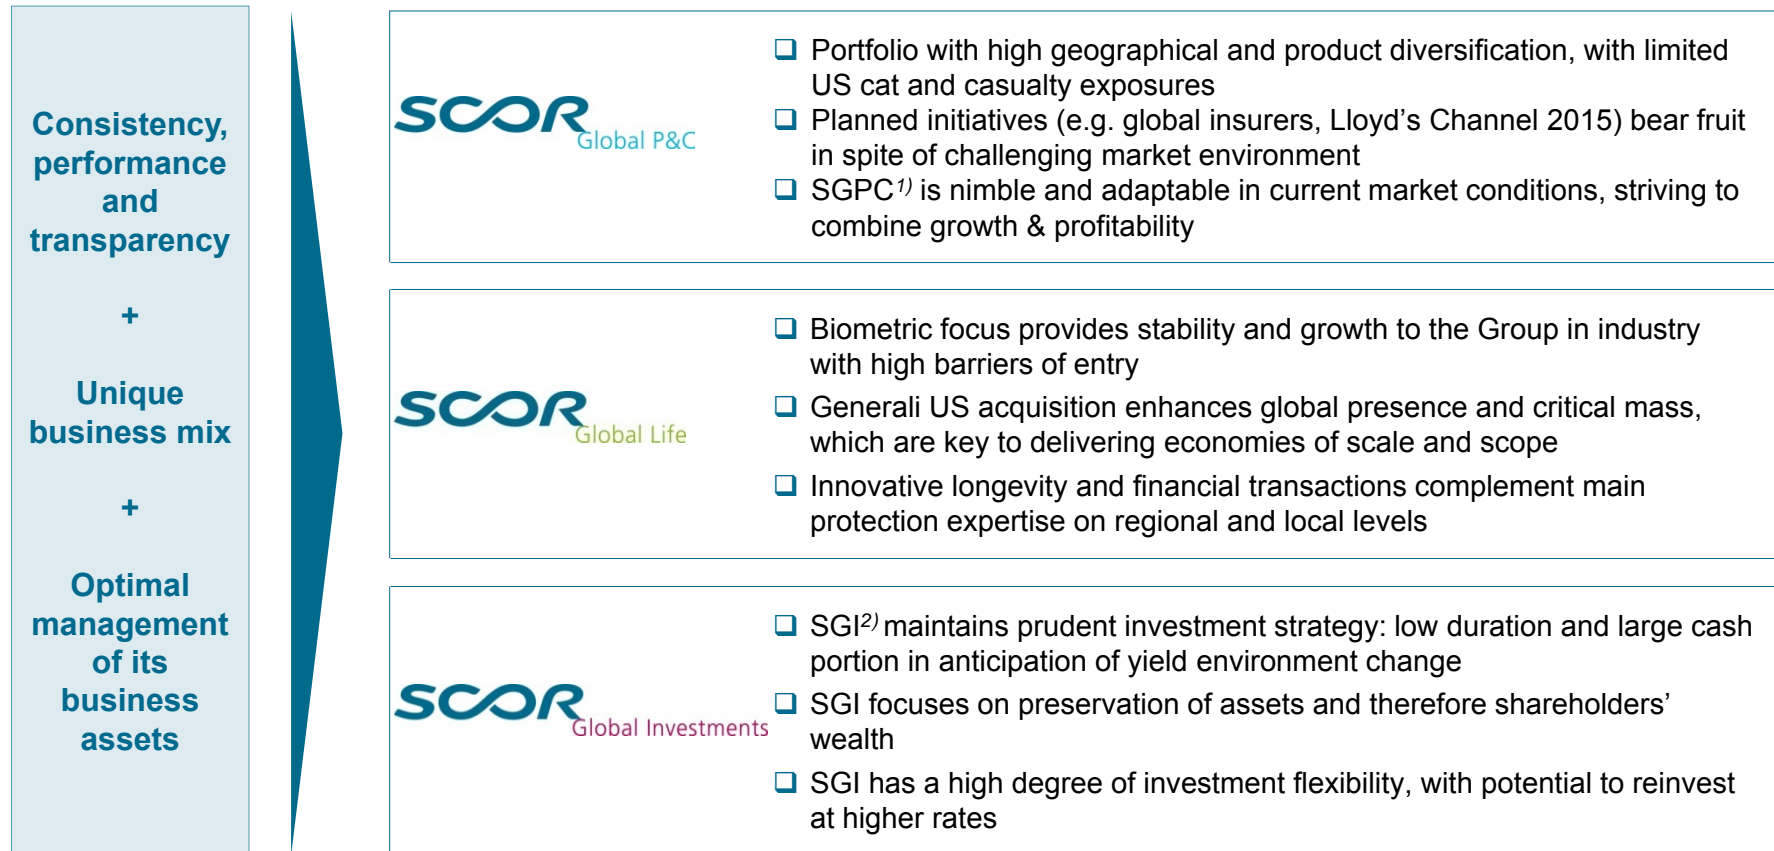 Consistency,
performance
and
transparency
+
Unique
business mix
+
Optimal
management
of its
business
assets
SCOR
Global P&C
❑ Portfolio with high geographical and product diversification, with limited
US cat and casualty exposures
❑ Planned initiatives (e.g. global insurers, Lloyd’s Channel 2015) bear fruit
in spite of challenging market environment
❑ SGPC1) is nimble and adaptable in current market conditions, striving to
combine growth & profitability
SCOR
Global Life
❑ Biometric focus provides stability and growth to the Group in industry
with high barriers of entry
❑ Generali US acquisition enhances global presence and critical mass,
which are key to delivering economies of scale and scope
❑ Innovative longevity and financial transactions complement main
protection expertise on regional and local levels
SCOR
Global Investments
❑ SGI2) maintains prudent investment strategy: low duration and large cash
portion in anticipation of yield environment change
❑ SGI focuses on preservation of assets and therefore shareholders’
wealth
❑ SGI has a high degree of investment flexibility, with potential to reinvest
at higher rates